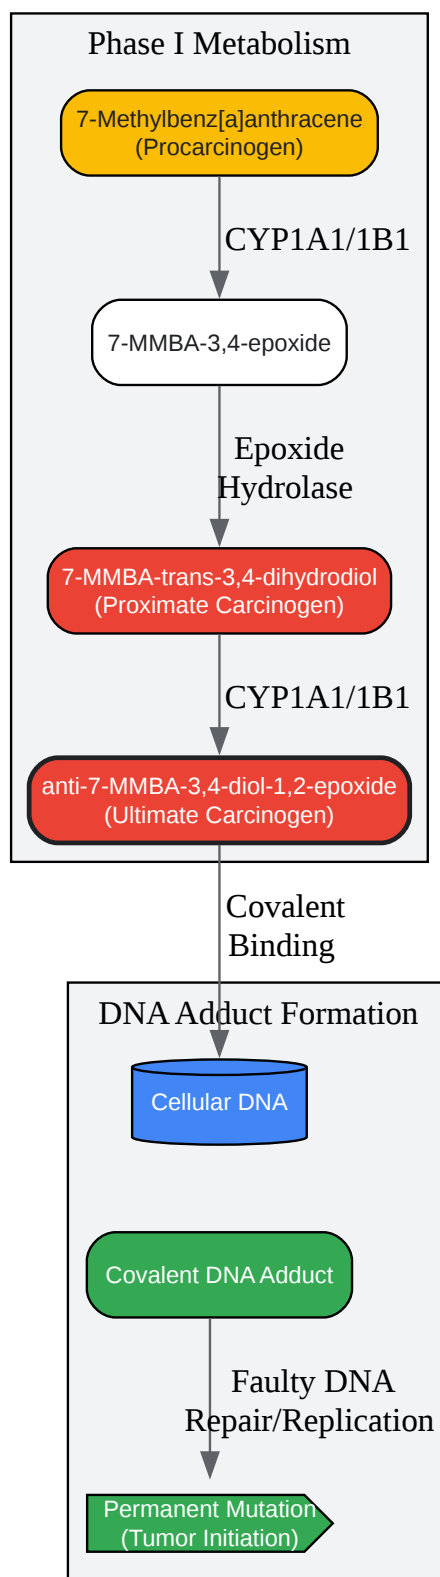 Phase I Metabolism
7-Methylbenz[a]anthracene
(Procarcinogen)
CYP1A1/1B1
7-MMBA-3,4-epoxide
Epoxide
Hydrolase
7-MMBA-trans-3,4-dihydrodiol
(Proximate Carcinogen)
CYP1A1/1B1
anti-7-MMBA-3,4-diol-1,2-epoxide
(Ultimate Carcinogen)
Covalent
Binding
DNA Adduct Formation
Cellular DNA
Covalent DNA Adduct
Faulty DNA
Repair/Replication
Permanent Mutation
(Tumor Initiation)